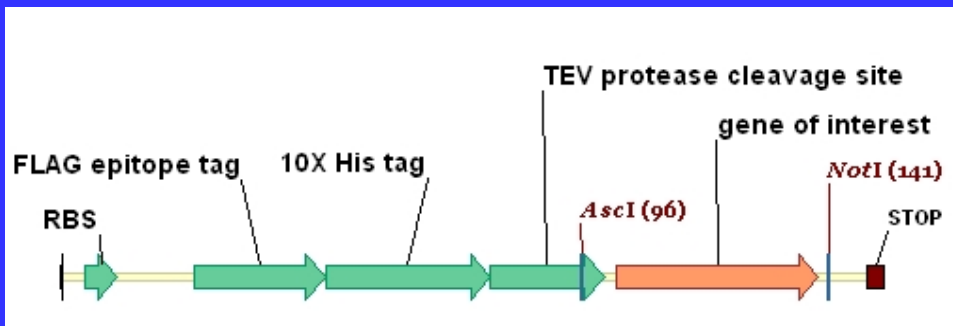 TEV protease cleavage site
gene of interest
FLAG epitope tag
10X His tag
NotI (141)
RBS
AscI (96)
STOP